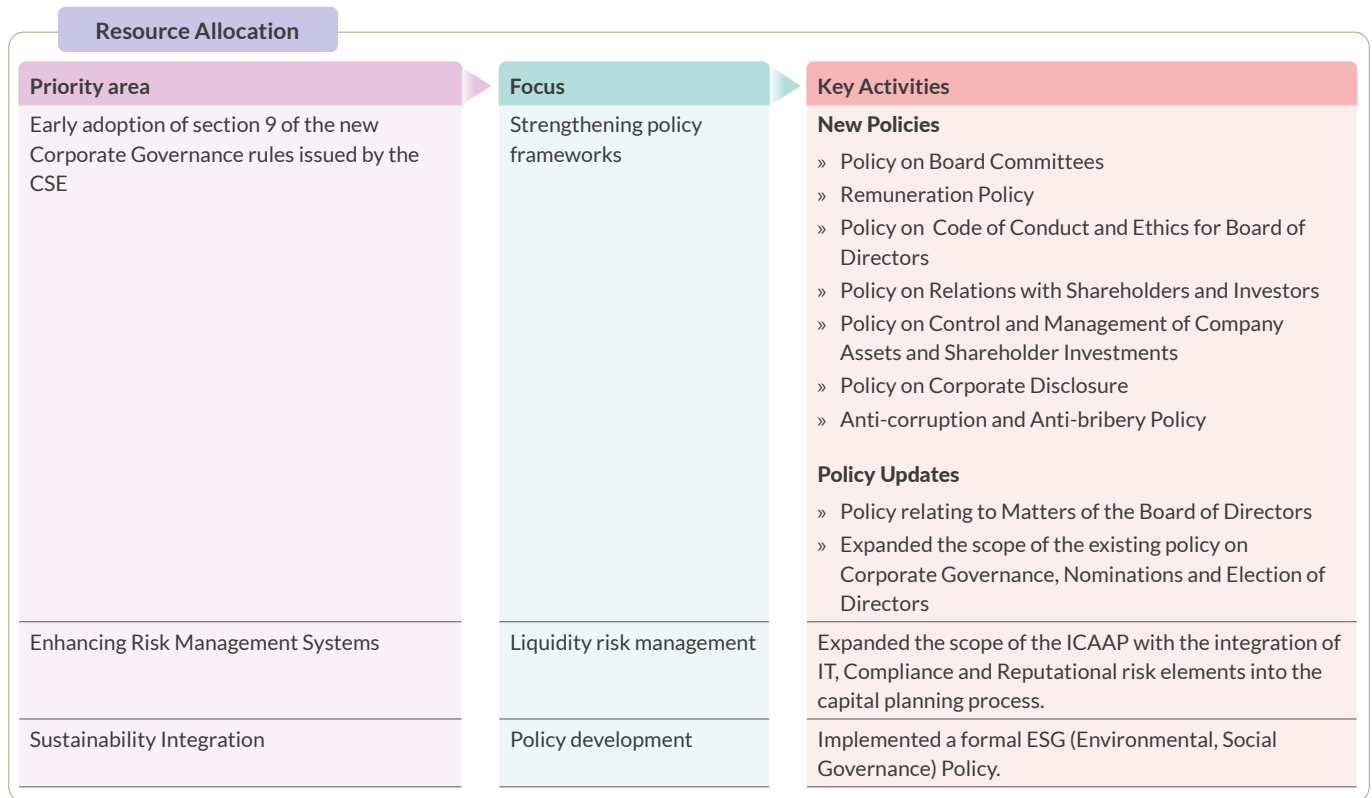 Resource Allocation
Priority area
Focus
Key Activities
Early adoption of section 9 of the new
Corporate Governance rules issued by the
CSE
Strengthening policy
frameworks
New Policies
» Policy on Board Committees
» Remuneration Policy
» Policy on Code of Conduct and Ethics for Board of
Directors
» Policy on Relations with Shareholders and Investors
» Policy on Control and Management of Company
Assets and Shareholder Investments
» Policy on Corporate Disclosure
» Anti-corruption and Anti-bribery Policy
Policy Updates
» Policy relating to Matters of the Board of Directors
» Expanded the scope of the existing policy on
Corporate Governance, Nominations and Election of
Directors
Enhancing Risk Management Systems
Liquidity risk management
Expanded the scope of the ICAAP with the integration of
IT, Compliance and Reputational risk elements into the
capital planning process.
Sustainability Integration
Policy development
Implemented a formal ESG (Environmental, Social
Governance) Policy.